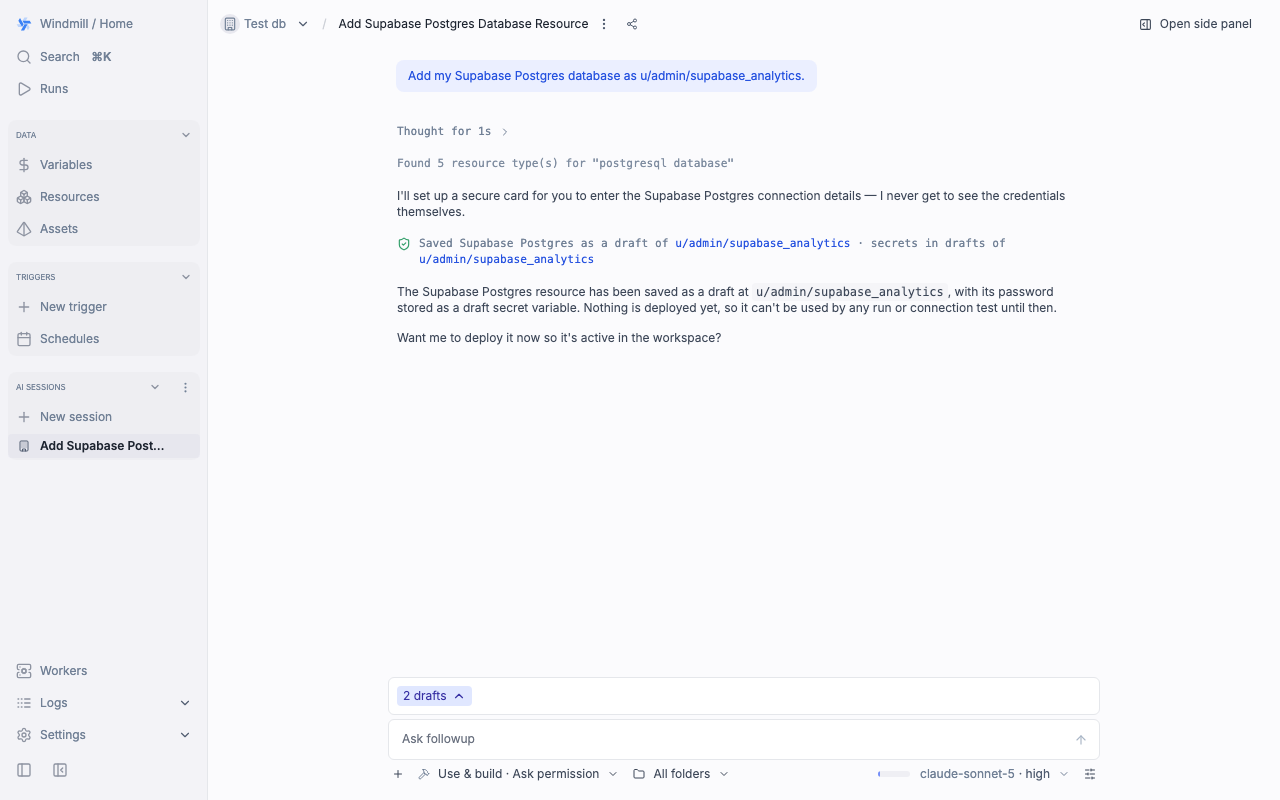 Windmill / Home
Search ⌘K
Runs
DATA
Variables
Resources
Assets
TRIGGERS
New trigger
Schedules
AI SESSIONS
New session
Add Supabase Post...
Workers
Logs
Settings
Test db / Add Supabase Postgres Database Resource
Open side panel
Add my Supabase Postgres database as u/admin/supabase_analytics.
Thought for 1s
Found 5 resource type(s) for "postgresql database"
I'll set up a secure card for you to enter the Supabase Postgres connection details — I never get to see the credentials
themselves.
Saved Supabase Postgres as a draft of u/admin/supabase_analytics · secrets in drafts of
u/admin/supabase_analytics
The Supabase Postgres resource has been saved as a draft at u/admin/supabase_analytics, with its password
stored as a draft secret variable. Nothing is deployed yet, so it can't be used by any run or connection test until then.
Want me to deploy it now so it's active in the workspace?
2 drafts
Ask followup
Use & build · Ask permission
All folders
claude-sonnet-5 · high